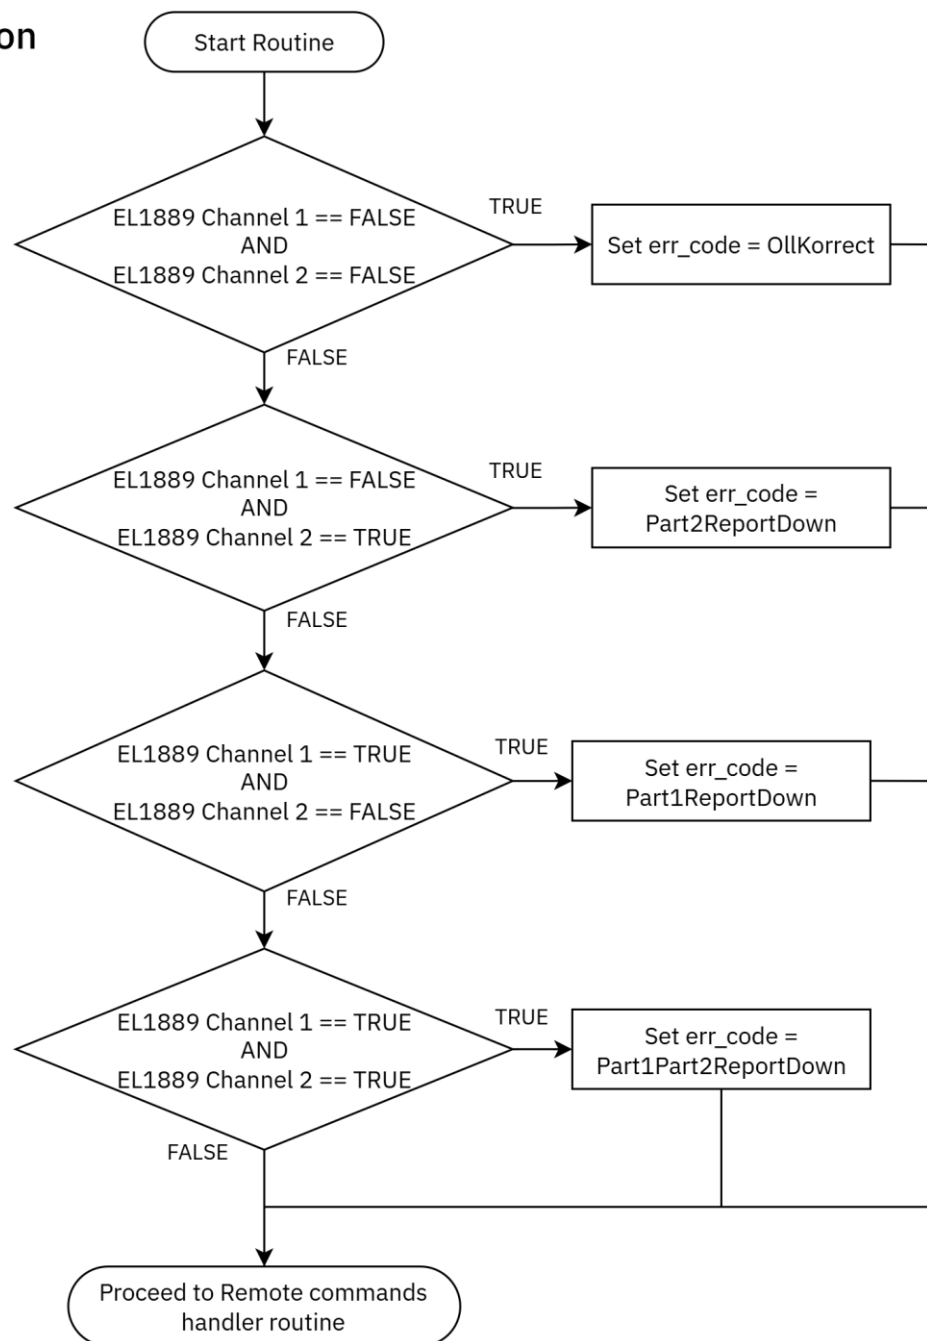 on
Start Routine
EL1889 Channel 1 == FALSE
AND
EL1889 Channel 2 == FALSE
TRUE
Set err_code = OllKorrect
FALSE
EL1889 Channel 1 == FALSE
AND
EL1889 Channel 2 == TRUE
TRUE
Set err_code =
Part2ReportDown
FALSE
EL1889 Channel 1 == TRUE
AND
EL1889 Channel 2 == FALSE
TRUE
Set err_code =
Part1ReportDown
FALSE
EL1889 Channel 1 == TRUE
AND
EL1889 Channel 2 == TRUE
TRUE
Set err_code =
Part1Part2ReportDown
FALSE
Proceed to Remote commands
handler routine